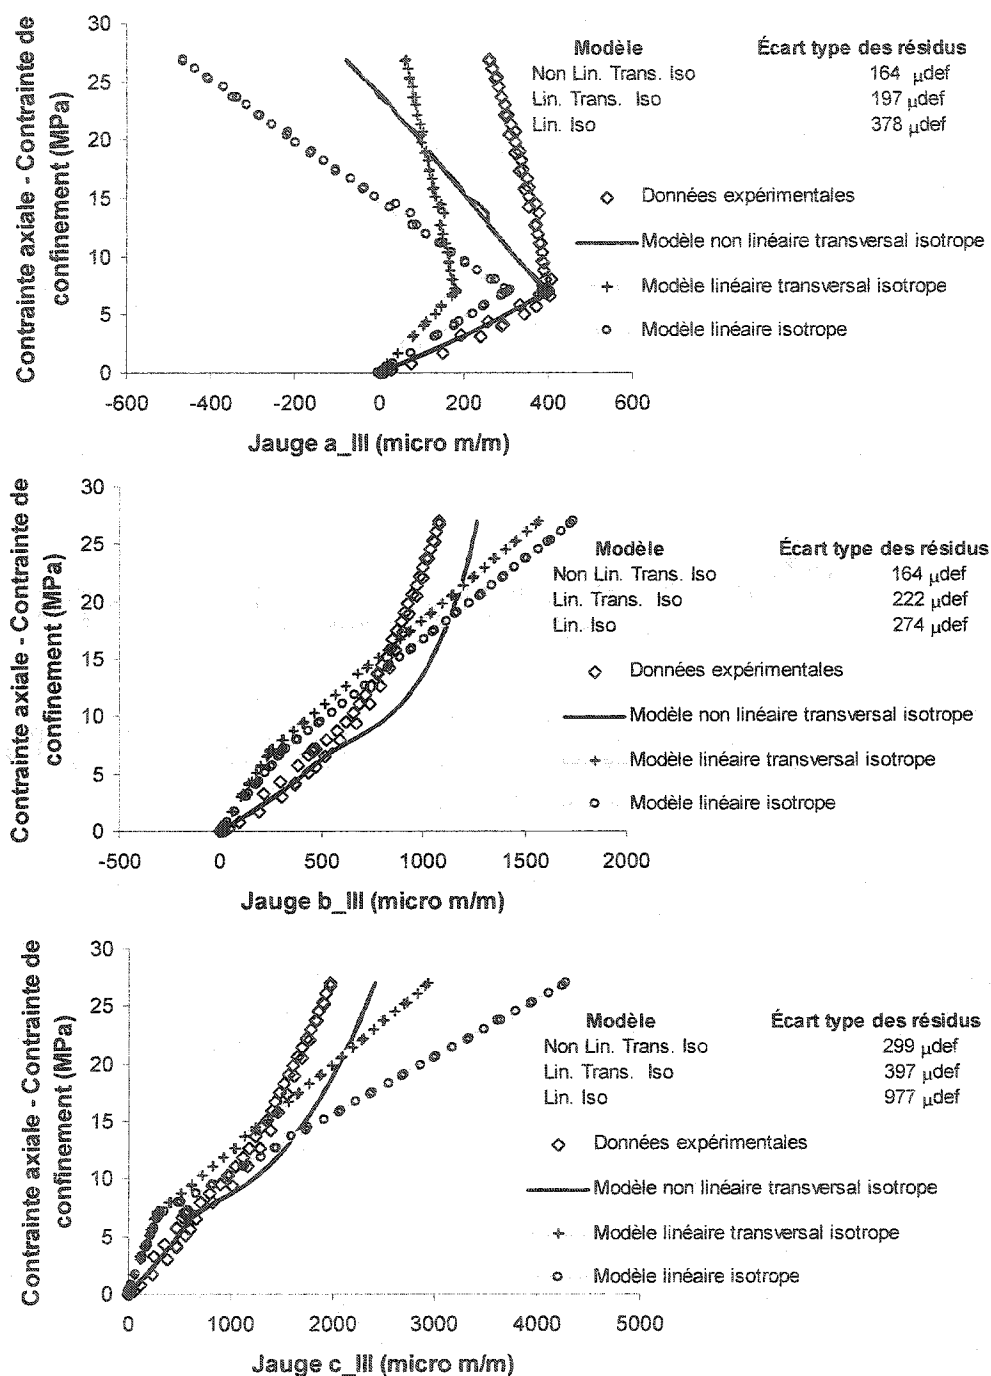 Contrainte axiale - Contrainte de
confinement (MPa)
30
25
20
15
10
5
0
-600
-400
-200
0
200
400
600
Jauge a_III (micro m/m)
Modèle Écart type des résidus
Non Lin. Trans. Iso 164 μdef
Lin. Trans. Iso 197 μdef
Lin. Iso 378 μdef
Données expérimentales
Modèle non linéaire transversal isotrope
Modèle linéaire transversal isotrope
Modèle linéaire isotrope
Contrainte axiale - Contrainte de
confinement (MPa)
30
25
20
15
10
5
0
-500
0
500
1000
1500
2000
Jauge b_III (micro m/m)
Modèle Écart type des résidus
Non Lin. Trans. Iso 164 μdef
Lin. Trans. Iso 222 μdef
Lin. Iso 274 μdef
Données expérimentales
Modèle non linéaire transversal isotrope
Modèle linéaire transversal isotrope
Modèle linéaire isotrope
Contrainte axiale - Contrainte de
confinement (MPa)
30
25
20
15
10
5
0
0
1000
2000
3000
4000
5000
Jauge c_III (micro m/m)
Modèle Écart type des résidus
Non Lin. Trans. Iso 299 μdef
Lin. Trans. Iso 397 μdef
Lin. Iso 977 μdef
Données expérimentales
Modèle non linéaire transversal isotrope
Modèle linéaire transversal isotrope
Modèle linéaire isotrope